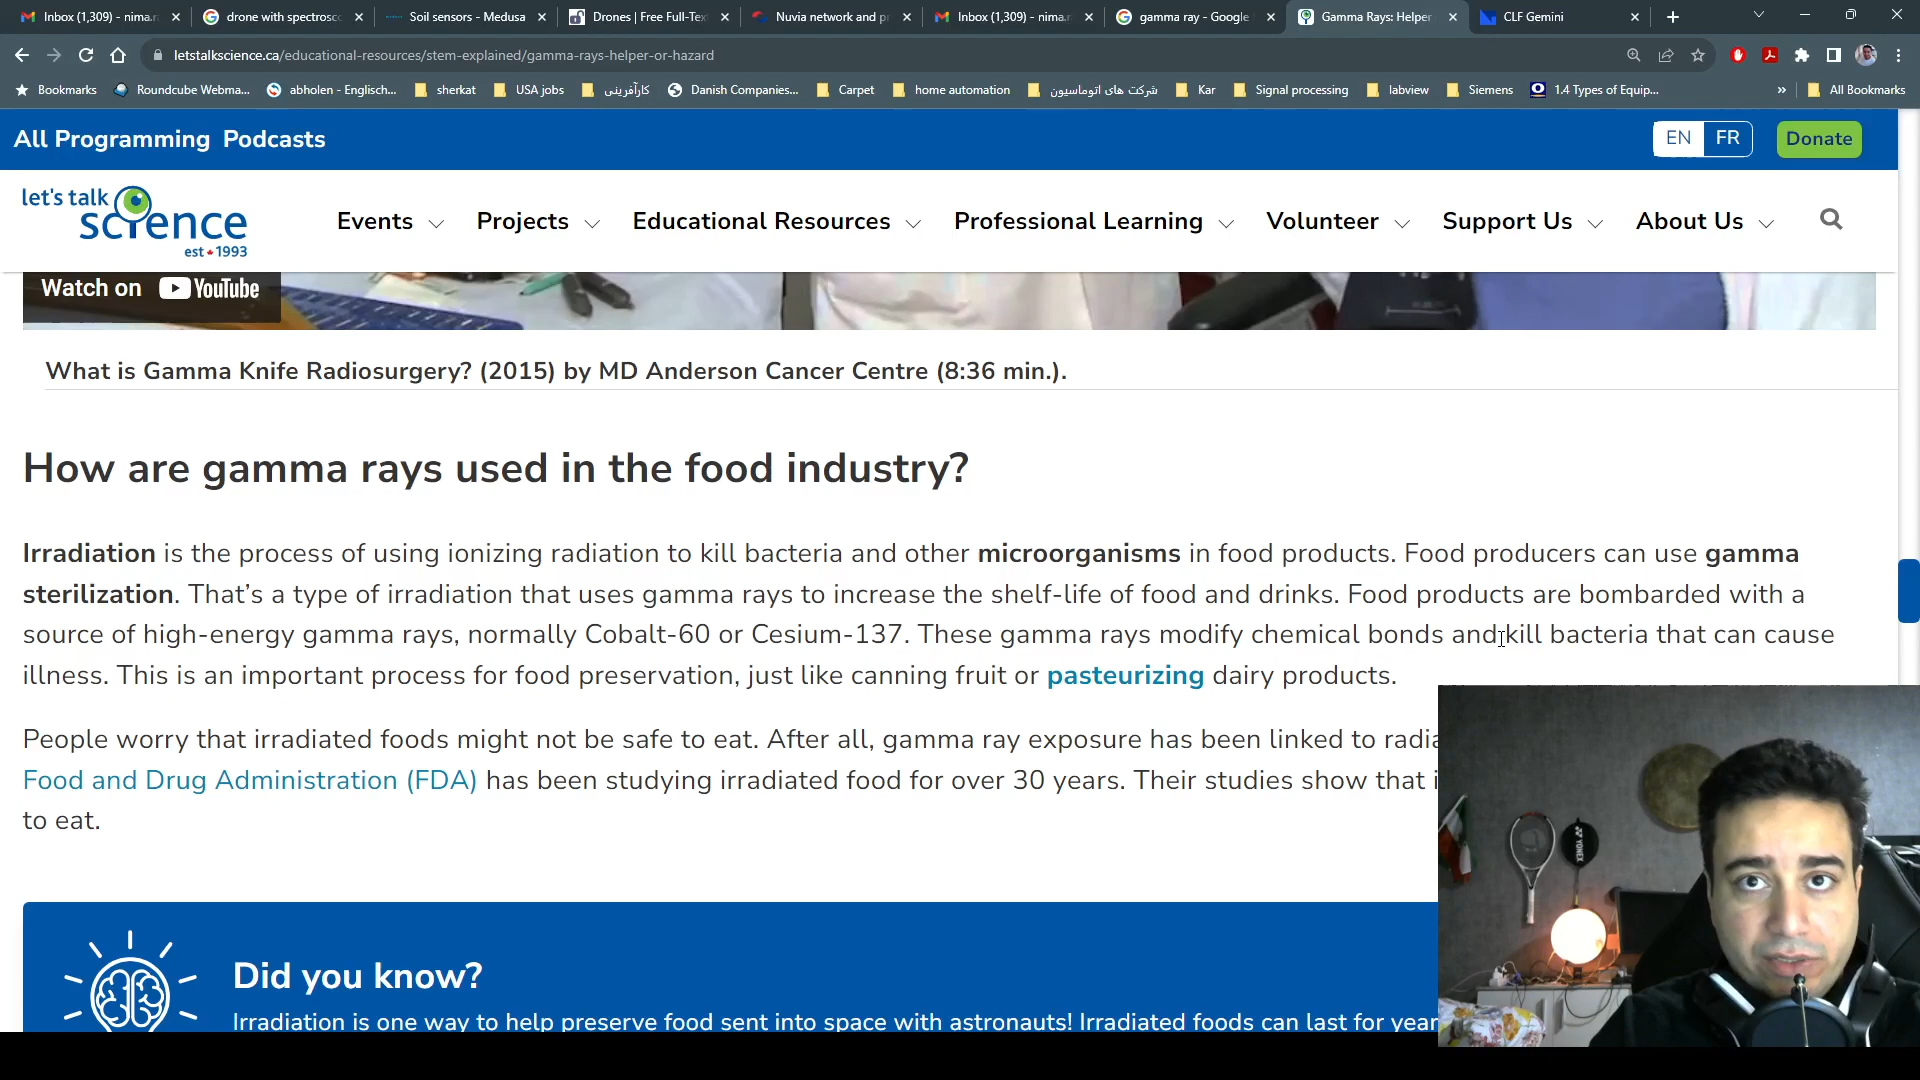 Inbox (1,309) - nima.r
drone with spectrosc
Soil sensors - Medusa
Drones | Free Full-Tex
Nuvia network and p
Inbox (1,309) - nima.r
gamma ray - Google
Gamma Rays: Helper
CLF Gemini
letstalkscience.ca/educational-resources/stem-explained/gamma-rays-helper-or-hazard
Bookmarks
Roundcube Webma...
abholen - Englisch...
sherkat
USA jobs
کارآفرینی
Danish Companies...
Carpet
home automation
شرکت های اتوماسیون
Kar
Signal processing
labview
Siemens
1.4 Types of Equip...
»
All Bookmarks
All Programming Podcasts
EN FR
Donate
let's talk
science
est 1993
Events
Projects
Educational Resources
Professional Learning
Volunteer
Support Us
About Us
Watch on YouTube
What is Gamma Knife Radiosurgery? (2015) by MD Anderson Cancer Centre (8:36 min.).
How are gamma rays used in the food industry?
Irradiation is the process of using ionizing radiation to kill bacteria and other microorganisms in food products. Food producers can use gamma
sterilization. That's a type of irradiation that uses gamma rays to increase the shelf-life of food and drinks. Food products are bombarded with a
source of high-energy gamma rays, normally Cobalt-60 or Cesium-137. These gamma rays modify chemical bonds and kill bacteria that can cause
illness. This is an important process for food preservation, just like canning fruit or pasteurizing dairy products.
People worry that irradiated foods might not be safe to eat. After all, gamma ray exposure has been linked to radia
Food and Drug Administration (FDA) has been studying irradiated food for over 30 years. Their studies show that i
to eat.
Did you know?
Irradiation is one way to help preserve food sent into space with astronauts! Irradiated foods can last for year
YONEX